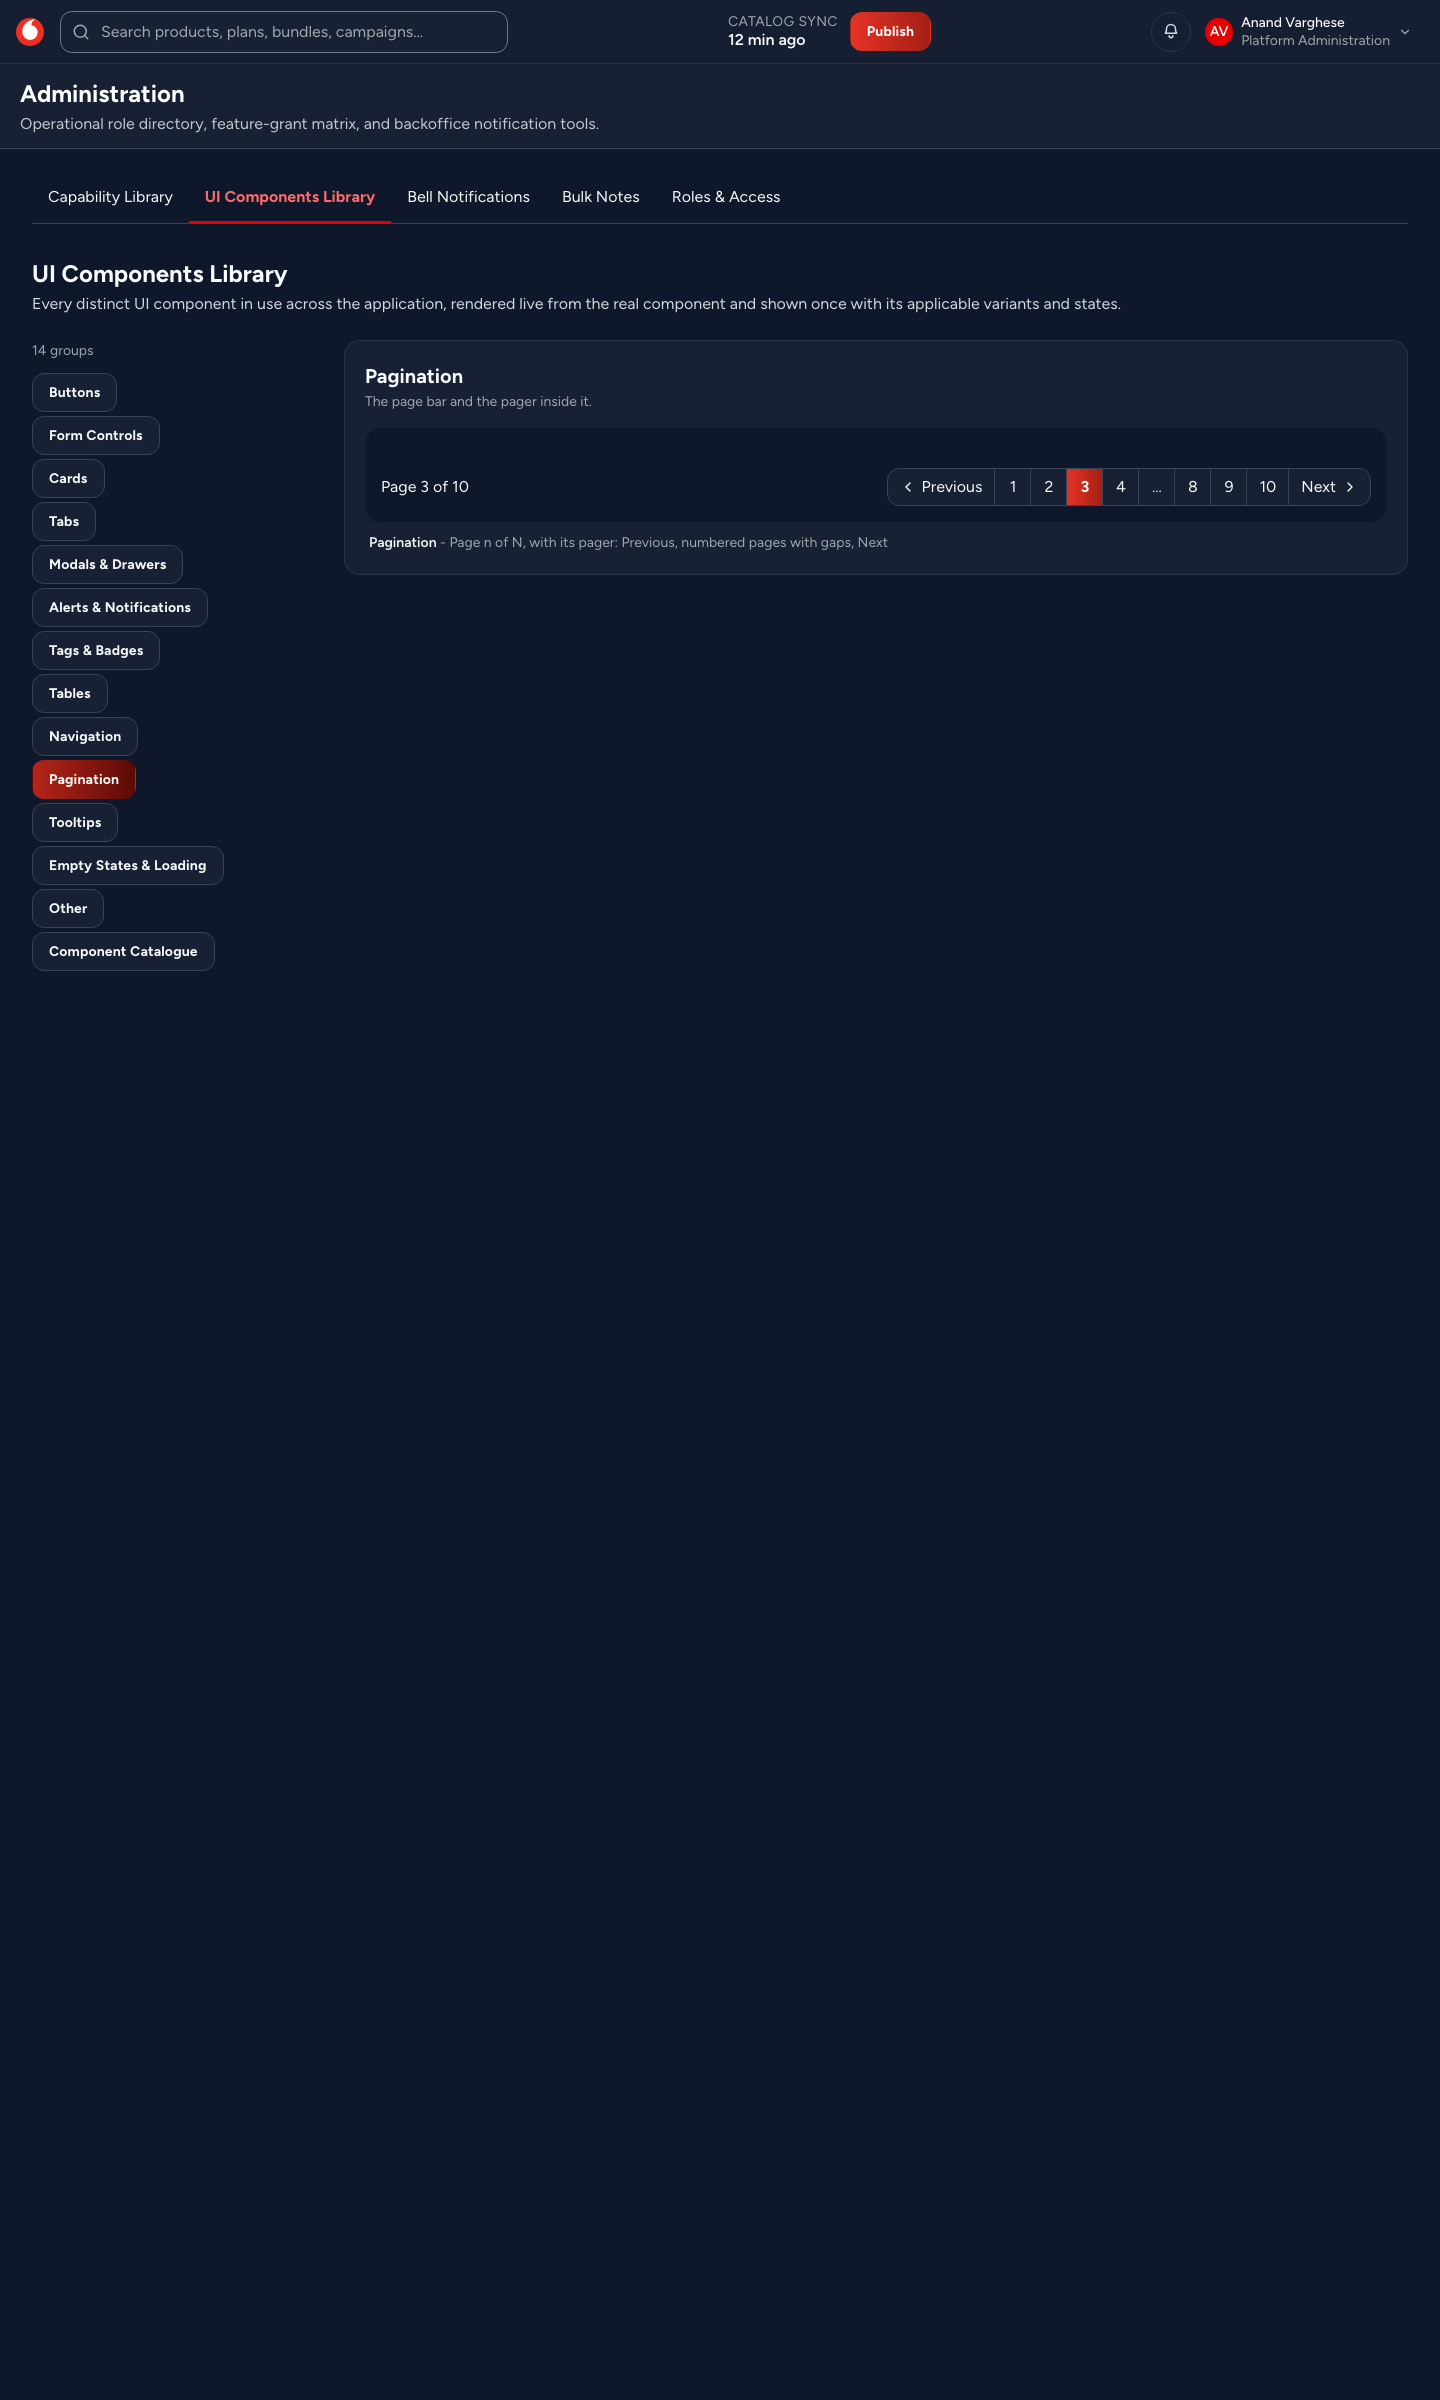 Search products, plans, bundles, campaigns...
CATALOG SYNC
12 min ago
Publish
AV
Anand Varghese
Platform Administration
Administration
Operational role directory, feature-grant matrix, and backoffice notification tools.
Capability Library
UI Components Library
Bell Notifications
Bulk Notes
Roles & Access
UI Components Library
Every distinct UI component in use across the application, rendered live from the real component and shown once with its applicable variants and states.
14 groups
Buttons
Form Controls
Cards
Tabs
Modals & Drawers
Alerts & Notifications
Tags & Badges
Tables
Navigation
Pagination
Tooltips
Empty States & Loading
Other
Component Catalogue
Pagination
The page bar and the pager inside it.
Page 3 of 10
Previous 1 2 3 4 ... 8 9 10 Next
Pagination - Page n of N, with its pager: Previous, numbered pages with gaps, Next